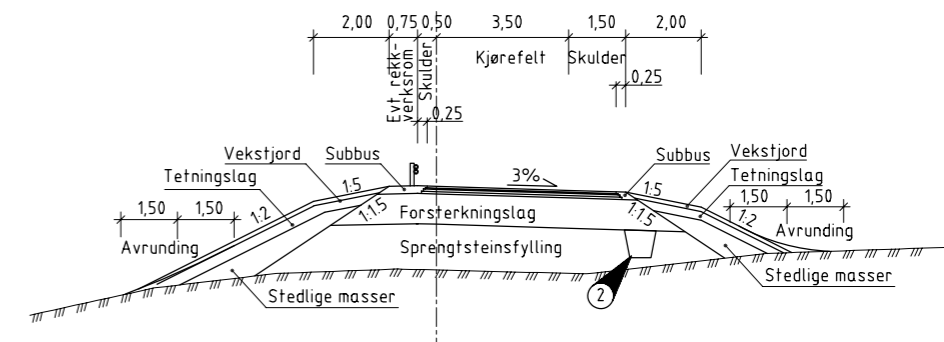 2,00 0,75 0,50 3,50 1,50 2,00
Evt rekk-
verksrom
Skulder
Kjørefelt Skulder
0,25
0,25
Vekstjord Subbus 3% Subbus Vekstjord
Tetningslag 1:5 1:5 Tetningslag
1,50 1,50 1:2 1:1.5 Forsterkningslag 1:1.5 1:2 1,50 1,50
Avrunding Avrunding
Sprengtsteinsfylling
Stedlige masser
Stedlige masser
2